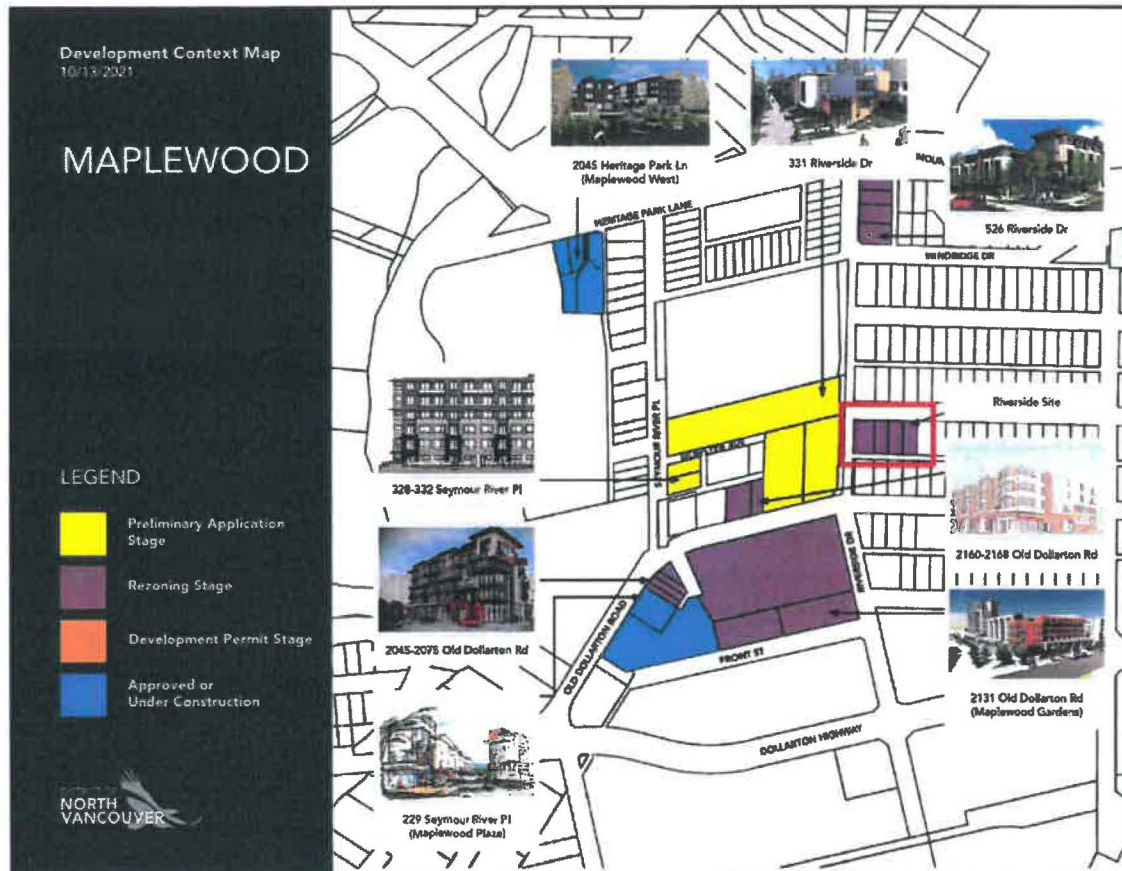 Development Context Map
10/13/2021
MAPLEWOOD
LEGEND
Preliminary Application
Stage
Rezoning Stage
Development Permit Stage
Approved or
Under Construction
DISTRICT OF
NORTH
VANCOUVER
2045 Heritage Park Ln
(Maplewood West)
331 Riverside Dr
526 Riverside Dr
HERITAGE PARK LANE
WINDRIDGE DR
SEYMOUR RIVER PL
Riverside Site
328-332 Seymour River Pl
2160-2168 Old Dollarton Rd
RIVERSIDE DR
2045-2075 Old Dollarton Rd
OLD DOLLARTON ROAD
FRONT ST
2131 Old Dollarton Rd
(Maplewood Gardens)
DOLLARTON HIGHWAY
229 Seymour River Pl
(Maplewood Plaza)